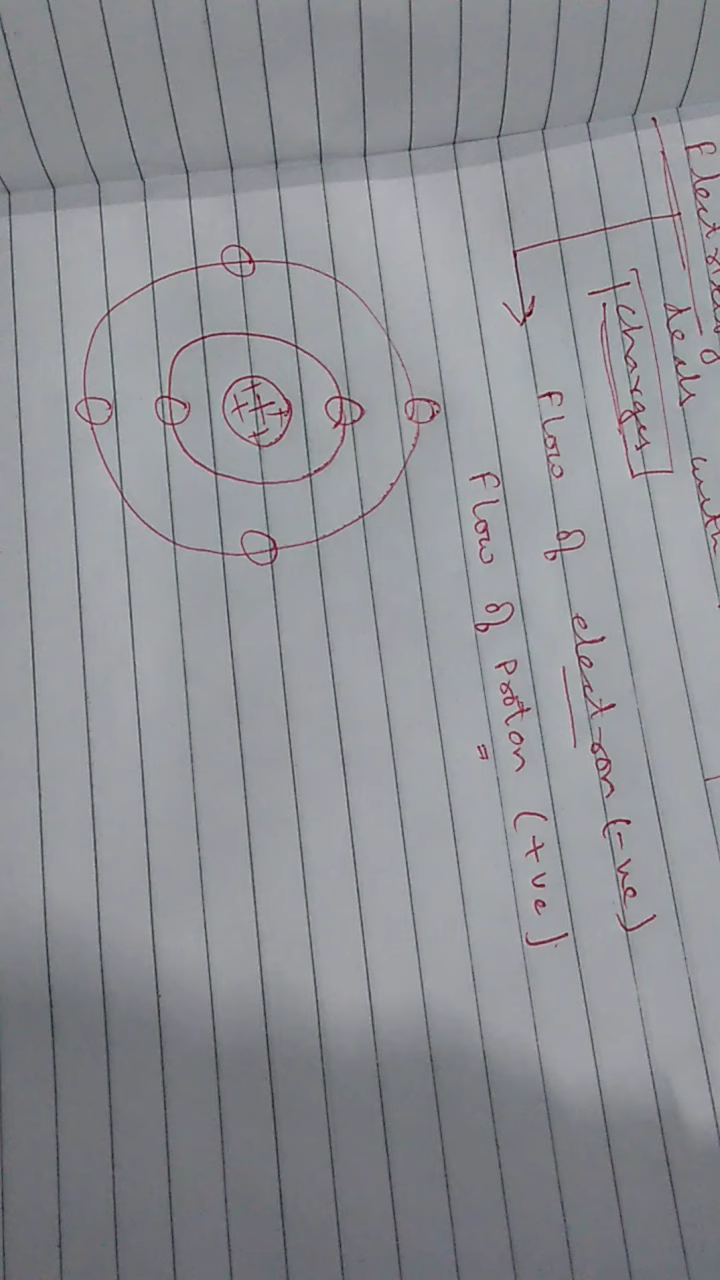 deals with
charges
flow of electron (-ve)
flow of proton (+ve)
+ + + + + +